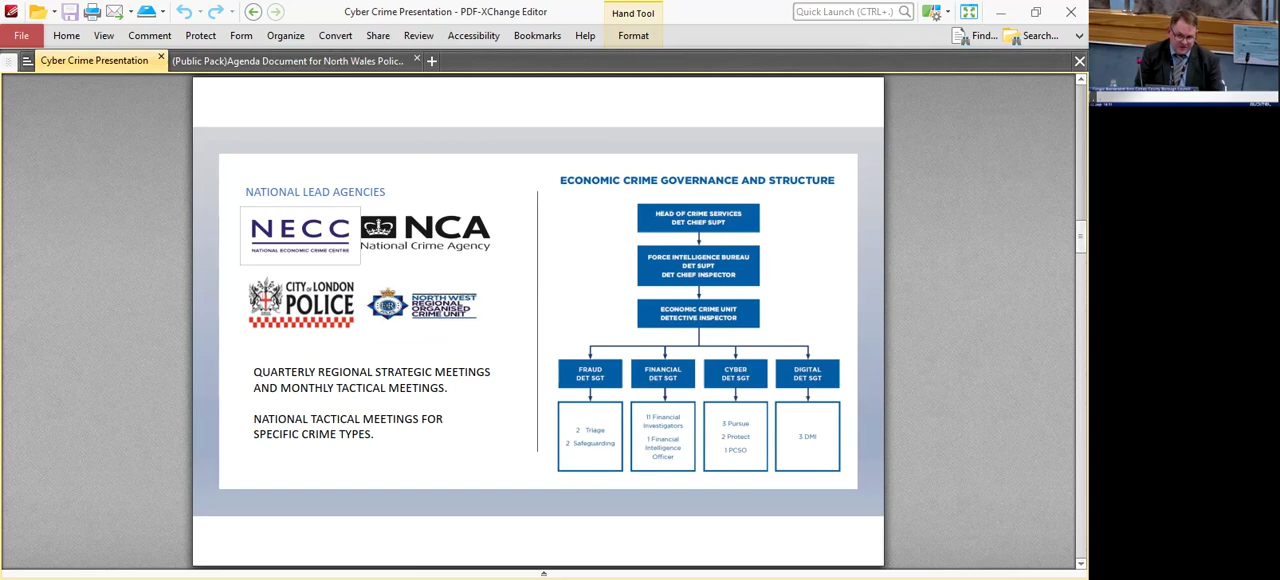 Cyber Crime Presentation - PDF-XChange Editor
Hand Tool
Quick Launch (CTRL+.)
File
Home
View
Comment
Protect
Form
Organize
Convert
Share
Review
Accessibility
Bookmarks
Help
Format
Find...
Search...
Cyber Crime Presentation
(Public Pack)Agenda Document for North Wales Polic..
NATIONAL LEAD AGENCIES
NECC
NATIONAL ECONOMIC CRIME CENTRE
NCA
National Crime Agency
CITY OF LONDON
POLICE
NORTH WEST
REGIONAL
ORGANISED
CRIME UNIT
QUARTERLY REGIONAL STRATEGIC MEETINGS
AND MONTHLY TACTICAL MEETINGS.
NATIONAL TACTICAL MEETINGS FOR
SPECIFIC CRIME TYPES.
ECONOMIC CRIME GOVERNANCE AND STRUCTURE
HEAD OF CRIME SERVICES
DET CHIEF SUPT
FORCE INTELLIGENCE BUREAU
DET SUPT
DET CHIEF INSPECTOR
ECONOMIC CRIME UNIT
DETECTIVE INSPECTOR
FRAUD
DET SGT
2 Triage
2 Safeguarding
FINANCIAL
DET SGT
11 Financial
Investigators
1 Financial
Intelligence
Officer
CYBER
DET SGT
3 Pursue
2 Protect
1 PCSO
DIGITAL
DET SGT
3 DMI